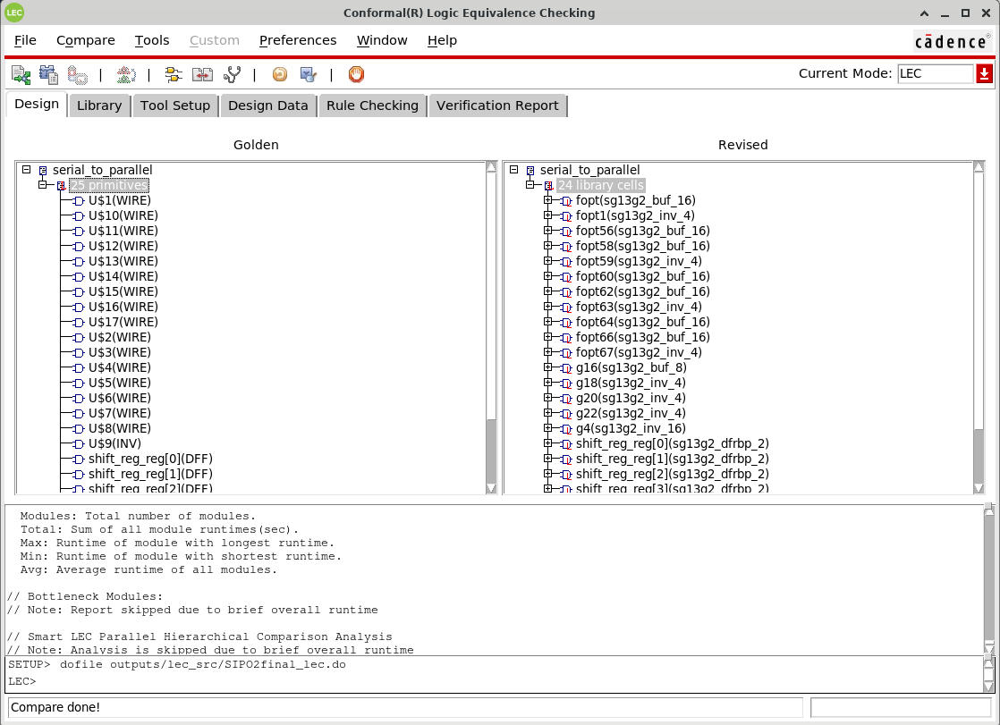 LEC Conformal(R) Logic Equivalence Checking
File Compare Tools Custom Preferences Window Help cādence®
Current Mode: LEC
Design Library Tool Setup Design Data Rule Checking Verification Report
Golden
serial_to_parallel
25 primitives
U$1(WIRE)
U$10(WIRE)
U$11(WIRE)
U$12(WIRE)
U$13(WIRE)
U$14(WIRE)
U$15(WIRE)
U$16(WIRE)
U$17(WIRE)
U$2(WIRE)
U$3(WIRE)
U$4(WIRE)
U$5(WIRE)
U$6(WIRE)
U$7(WIRE)
U$8(WIRE)
U$9(INV)
shift_reg_reg[0](DFF)
shift_reg_reg[1](DFF)
shift_reg_reg[2](DFF)
Revised
serial_to_parallel
24 library cells
fopt(sg13g2_buf_16)
fopt1(sg13g2_inv_4)
fopt56(sg13g2_buf_16)
fopt58(sg13g2_buf_16)
fopt59(sg13g2_inv_4)
fopt60(sg13g2_buf_16)
fopt62(sg13g2_buf_16)
fopt63(sg13g2_inv_4)
fopt64(sg13g2_buf_16)
fopt66(sg13g2_buf_16)
fopt67(sg13g2_inv_4)
g16(sg13g2_buf_8)
g18(sg13g2_inv_4)
g20(sg13g2_inv_4)
g22(sg13g2_inv_4)
g4(sg13g2_inv_16)
shift_reg_reg[0](sg13g2_dfrbp_2)
shift_reg_reg[1](sg13g2_dfrbp_2)
shift_reg_reg[2](sg13g2_dfrbp_2)
shift_reg_reg[3](sg13g2_dfrbp_2)
Modules: Total number of modules.
Total: Sum of all module runtimes(sec).
Max: Runtime of module with longest runtime.
Min: Runtime of module with shortest runtime.
Avg: Average runtime of all modules.
// Bottleneck Modules:
// Note: Report skipped due to brief overall runtime
// Smart LEC Parallel Hierarchical Comparison Analysis
// Note: Analysis is skipped due to brief overall runtime
SETUP> dofile outputs/lec_src/SIPO2final_lec.do
LEC>
Compare done!